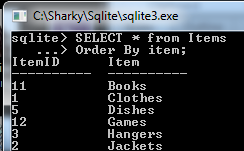 C:\Sharky\Sqlite\sqlite3.exe
sqlite> SELECT * from Items
   ...> Order By item;
ItemID      Item
----------  ----------
11          Books
1           Clothes
5           Dishes
12          Games
3           Hangers
2           Jackets